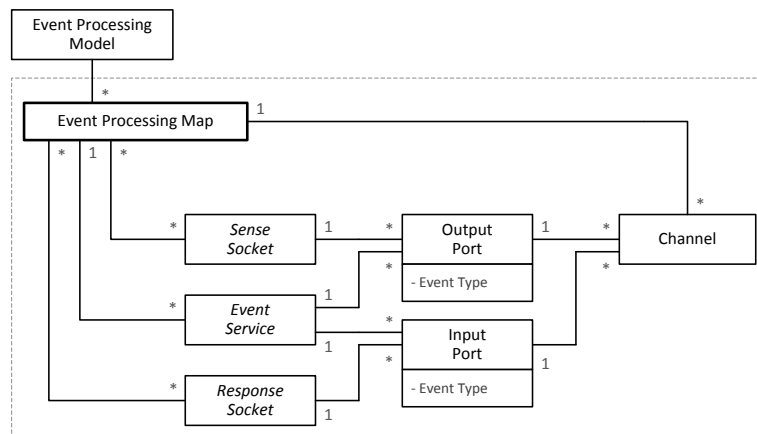 Event Processing
Model
*
Event Processing Map
1
* 1 *
*
* Sense
Socket 1
* Output
Port 1
- Event Type
* Channel
*
*
* Event
Service 1
1
* Input
Port 1
- Event Type
*
* Response
Socket 1